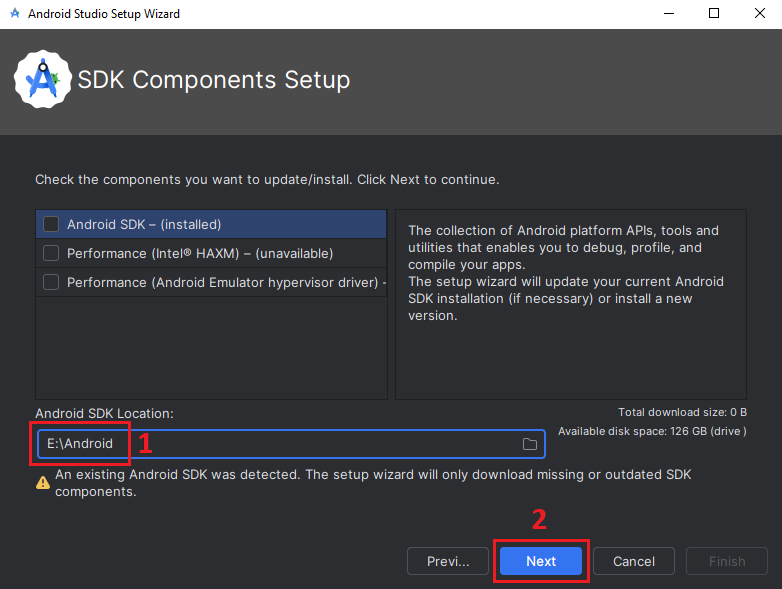 Android Studio Setup Wizard
SDK Components Setup
Check the components you want to update/install. Click Next to continue.
Android SDK – (installed)
Performance (Intel® HAXM) – (unavailable)
Performance (Android Emulator hypervisor driver) -
The collection of Android platform APIs, tools and
utilities that enables you to debug, profile, and
compile your apps.
The setup wizard will update your current Android
SDK installation (if necessary) or install a new
version.
Android SDK Location:
Total download size: 0 B
E:\Android
1
Available disk space: 126 GB (drive )
An existing Android SDK was detected. The setup wizard will only download missing or outdated SDK
components.
2
Previ...
Next
Cancel
Finish